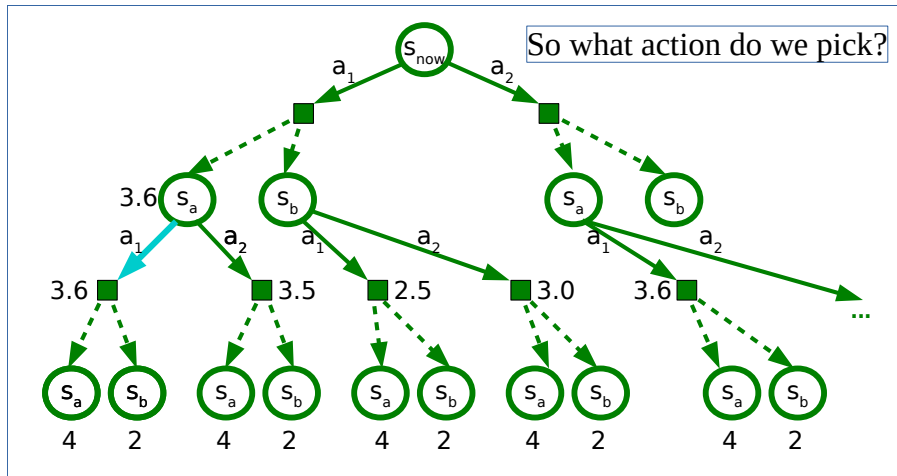 So what action do we pick?
s_now
a_1 a_2
3.6 s_a s_b s_a s_b
a_1 a_2 a_1 a_2 a_1 a_2
3.6 3.5 2.5 3.0 3.6 ...
s_a s_b s_a s_b s_a s_b s_a s_b s_a s_b
4 2 4 2 4 2 4 2 4 2